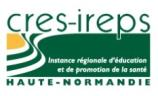 cres-ireps
Instance régionale d'éducation
et de promotion de la santé
HAUTE-NORMANDIE